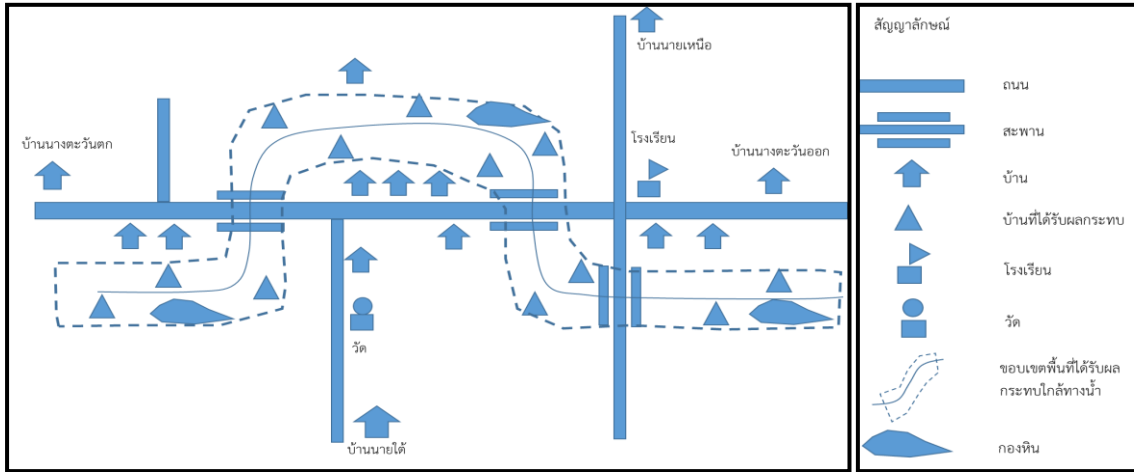 บ้านนายเหนือ
โรงเรียน
บ้านนางตะวันตก
บ้านนางตะวันออก
วัด
บ้านนายใต้
สัญญาลักษณ์
ถนน
สะพาน
บ้าน
บ้านที่ได้รับผลกระทบ
โรงเรียน
วัด
ขอบเขตพื้นที่ได้รับผล
กระทบใกล้ทางน้ำ
กองหิน